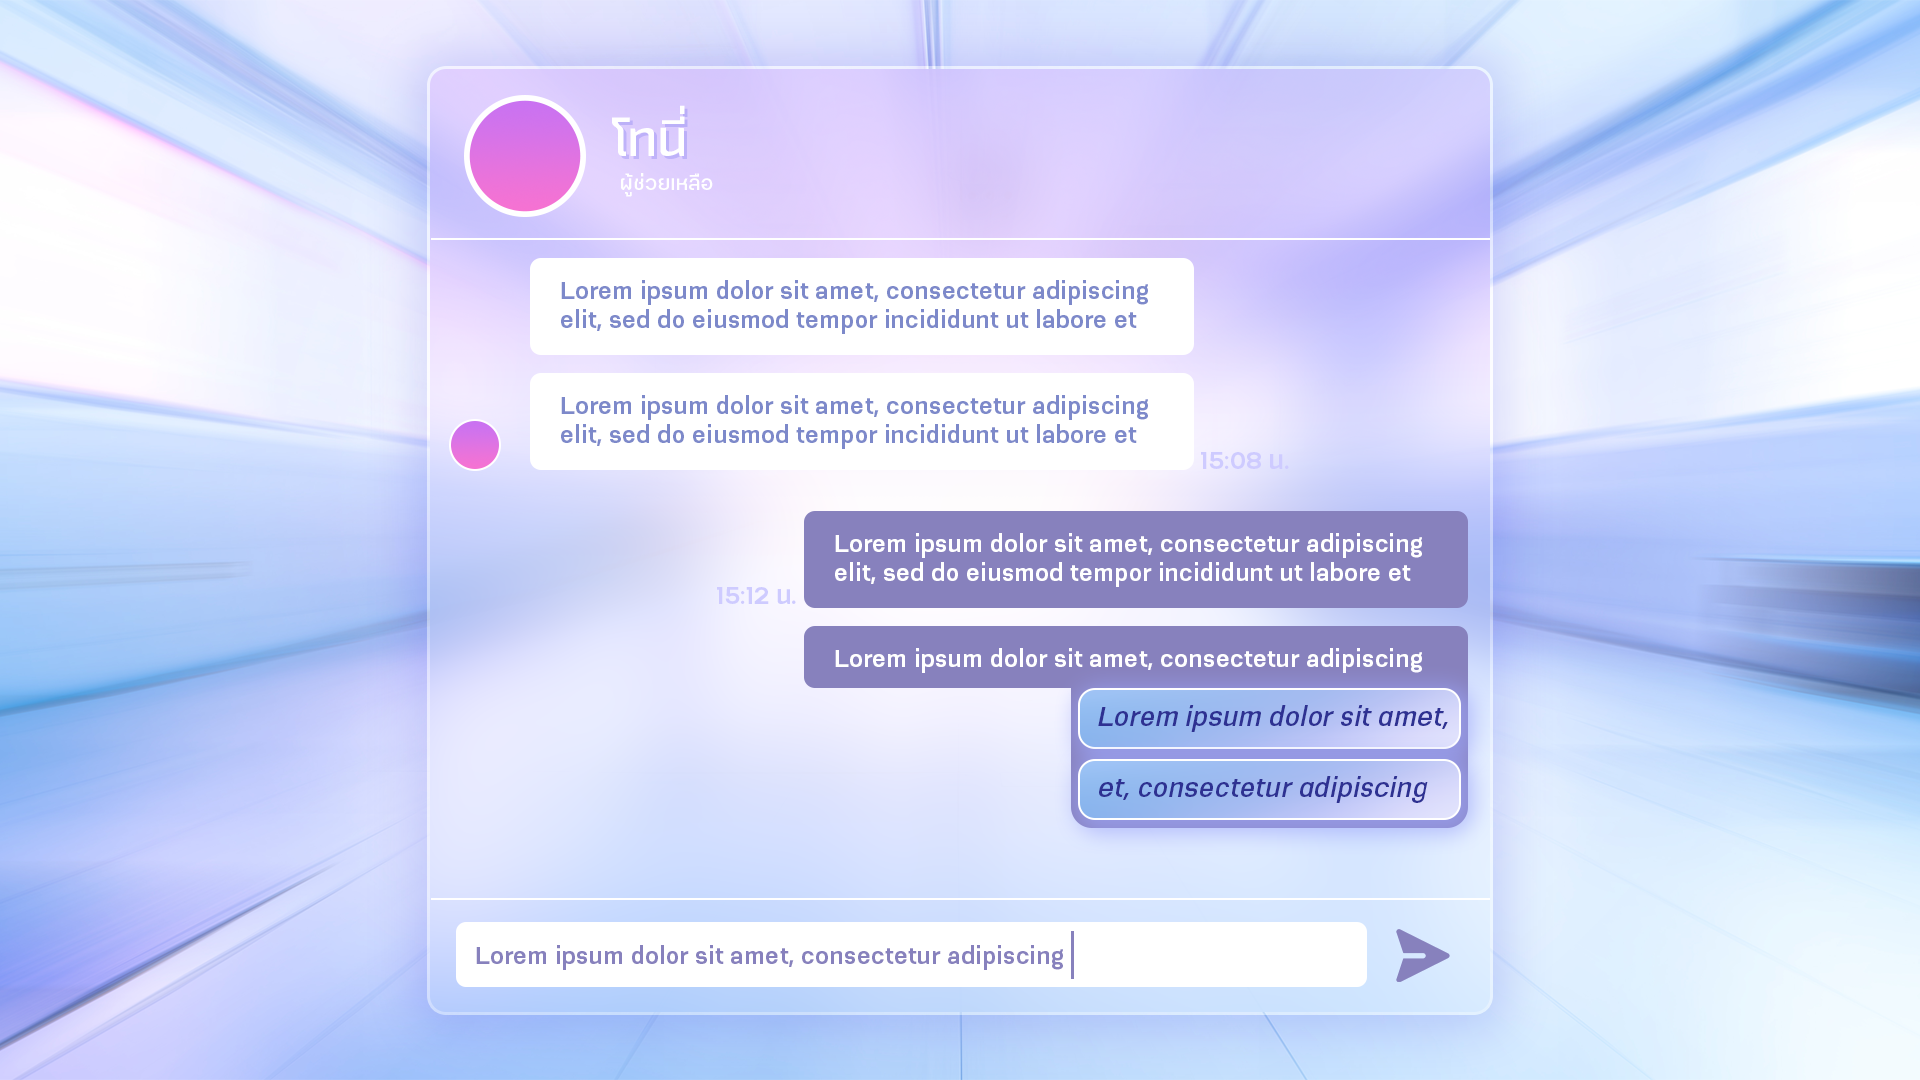 โทนี่
ผู้ช่วยเหลือ
Lorem ipsum dolor sit amet, consectetur adipiscing
elit, sed do eiusmod tempor incididunt ut labore et
Lorem ipsum dolor sit amet, consectetur adipiscing
elit, sed do eiusmod tempor incididunt ut labore et
15:08 น.
Lorem ipsum dolor sit amet, consectetur adipiscing
elit, sed do eiusmod tempor incididunt ut labore et
15:12 น.
Lorem ipsum dolor sit amet, consectetur adipiscing
Lorem ipsum dolor sit amet,
et, consectetur adipiscing
Lorem ipsum dolor sit amet, consectetur adipiscing